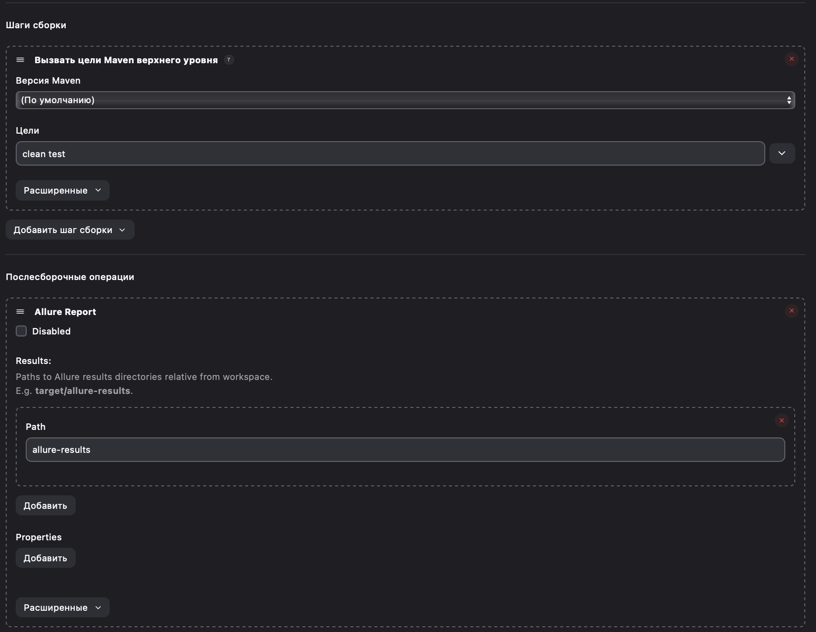 Шаги сборки
Вызвать цели Maven верхнего уровня ?
Версия Maven
(По умолчанию)
Цели
clean test
Расширенные
Добавить шаг сборки
Послесборочные операции
Allure Report
Disabled
Results:
Paths to Allure results directories relative from workspace.
E.g. target/allure-results.
Path
allure-results
Добавить
Properties
Добавить
Расширенные